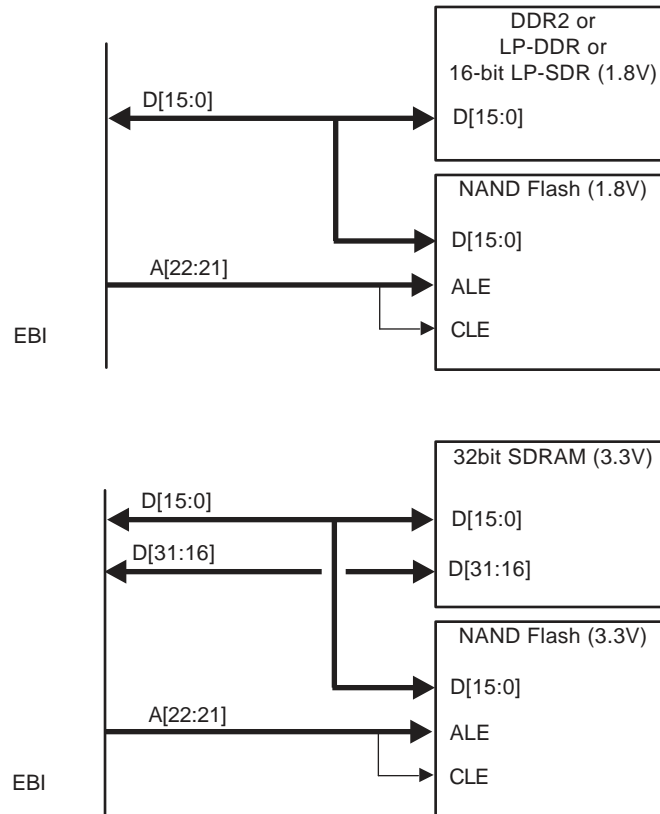 DDR2 or
LP-DDR or
16-bit LP-SDR (1.8V)
D[15:0]
D[15:0]
NAND Flash (1.8V)
D[15:0]
A[22:21]
ALE
CLE
EBI
32bit SDRAM (3.3V)
D[15:0]
D[15:0]
D[31:16]
D[31:16]
NAND Flash (3.3V)
D[15:0]
A[22:21]
ALE
CLE
EBI